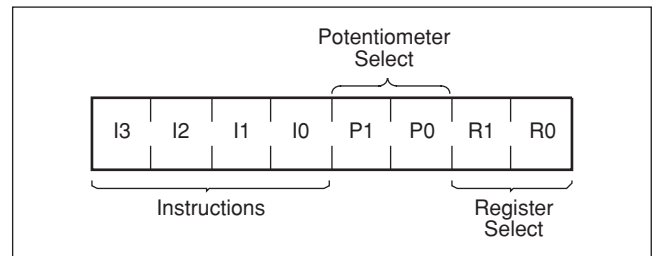 Potentiometer
Select
I3 I2 I1 I0 P1 P0 R1 R0
Instructions
Register
Select